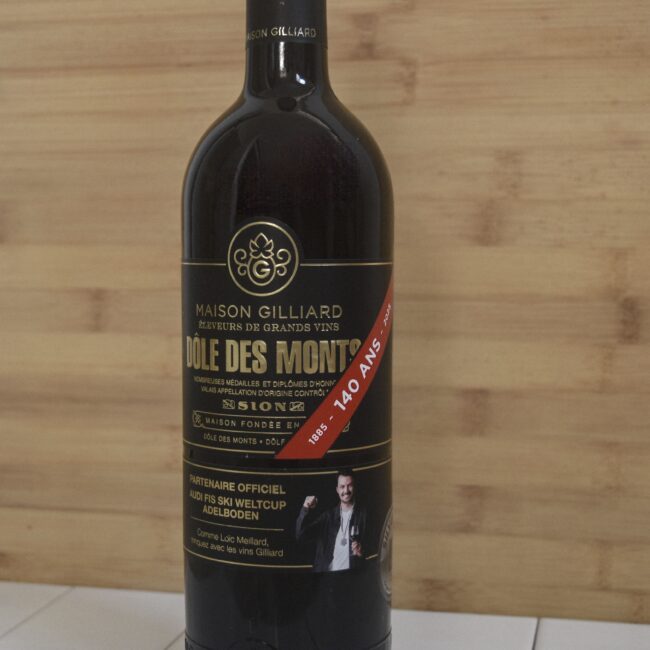 MAISON GILLIARD
G
MAISON GILLIARD
ÉLEVEURS DE GRANDS VINS
DÔLE DES MONTS
NOMBREUSES MÉDAILLES ET DIPLÔMES
VALAIS APPELLATION D'ORIGINE
SION
MAISON FONDÉE EN
DÔLE DES MONTS • DÔLE
1885 - 140 ANS - 2025
PARTENAIRE OFFICIEL
AUDI FIS SKI WELTCUP
ADELBODEN
Comme Loïc Meillard,
trinquez avec les vins Gilliard